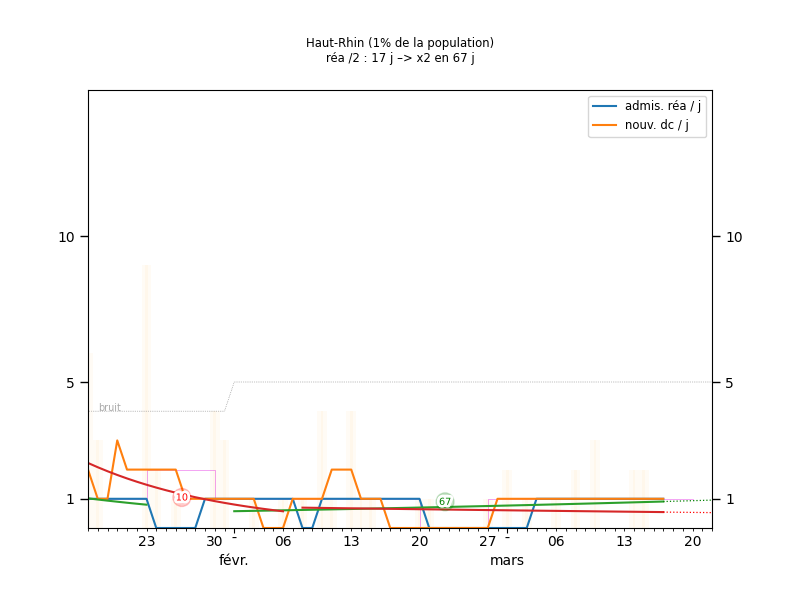 Haut-Rhin (1% de la population)
réa /2 : 17 j –> x2 en 67 j
admis. réa / j
nouv. dc / j
10
10
5
5
bruit
67
10
1
1
23
30
-
06
13
20
27
-
06
13
20
févr.
mars